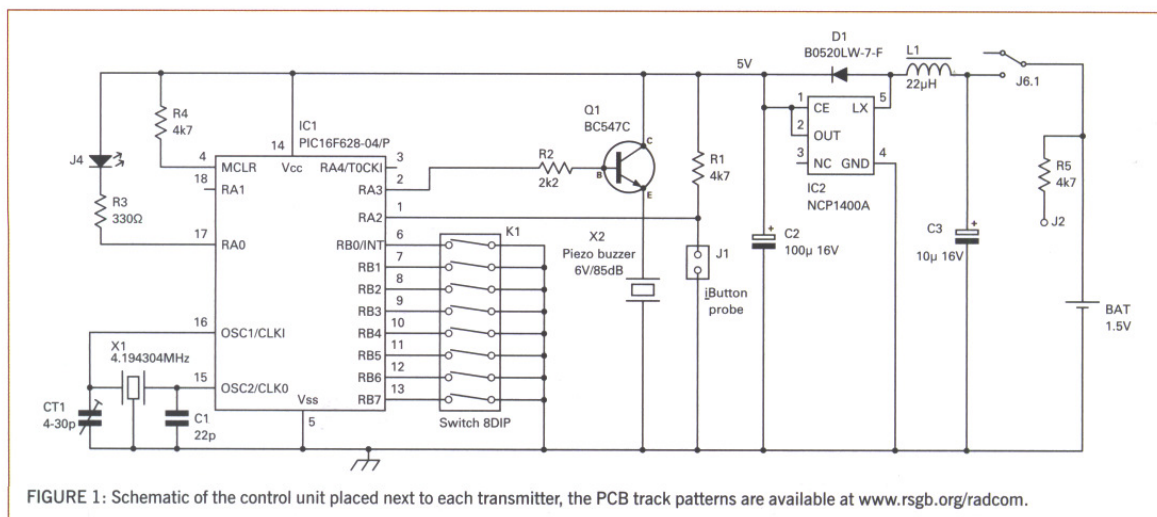 D1
B0520LW-7-F
L1
22µH
5V
J6.1
R4
4k7
IC1
PIC16F628-04/P
Q1
BC547C
1
CE
LX
5
2
OUT
3
NC
GND
4
IC2
NCP1400A
J4
4
MCLR
14
Vcc
RA4/T0CKI
3
18
RA1
RA3
2
R2
2k2
C
B
E
R1
4k7
R5
4k7
J2
R3
330Ω
17
RA0
RA2
1
RB0/INT
6
K1
RB1
7
RB2
8
RB3
9
RB4
10
RB5
11
RB6
12
RB7
13
Switch 8DIP
X2
Piezo buzzer
6V/85dB
J1
iButton
probe
C2
100µ 16V
C3
10µ 16V
BAT
1.5V
16
OSC1/CLKI
X1
4.194304MHz
15
OSC2/CLK0
CT1
4-30p
C1
22p
Vss
5
FIGURE 1: Schematic of the control unit placed next to each transmitter, the PCB track patterns are available at www.rsgb.org/radcom.